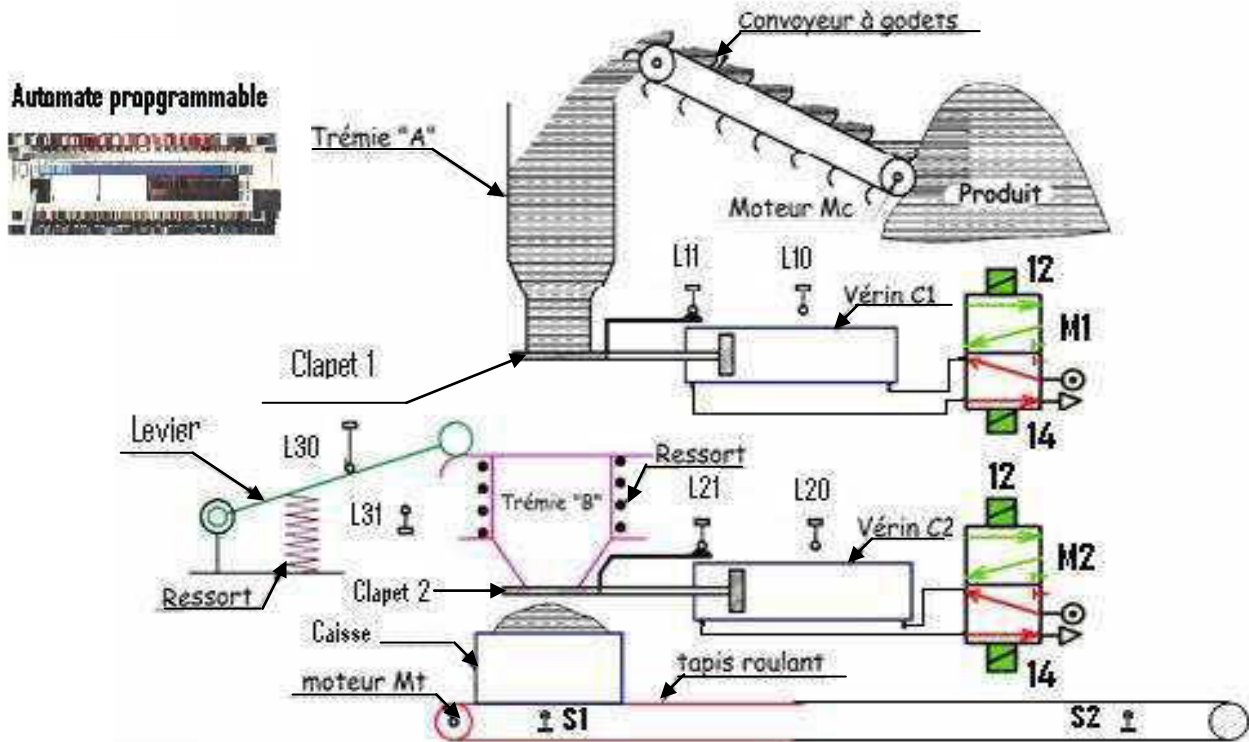 Convoyeur à godets
Automate propgrammable
Trémie "A"
Moteur Mc
Produit
L11
L10
Vérin C1
12
M1
14
Clapet 1
Levier
L30
L31
Ressort
Trémie "B"
Ressort
L21
L20
Vérin C2
12
M2
14
Clapet 2
Caisse
moteur Mt
tapis roulant
S1
S2